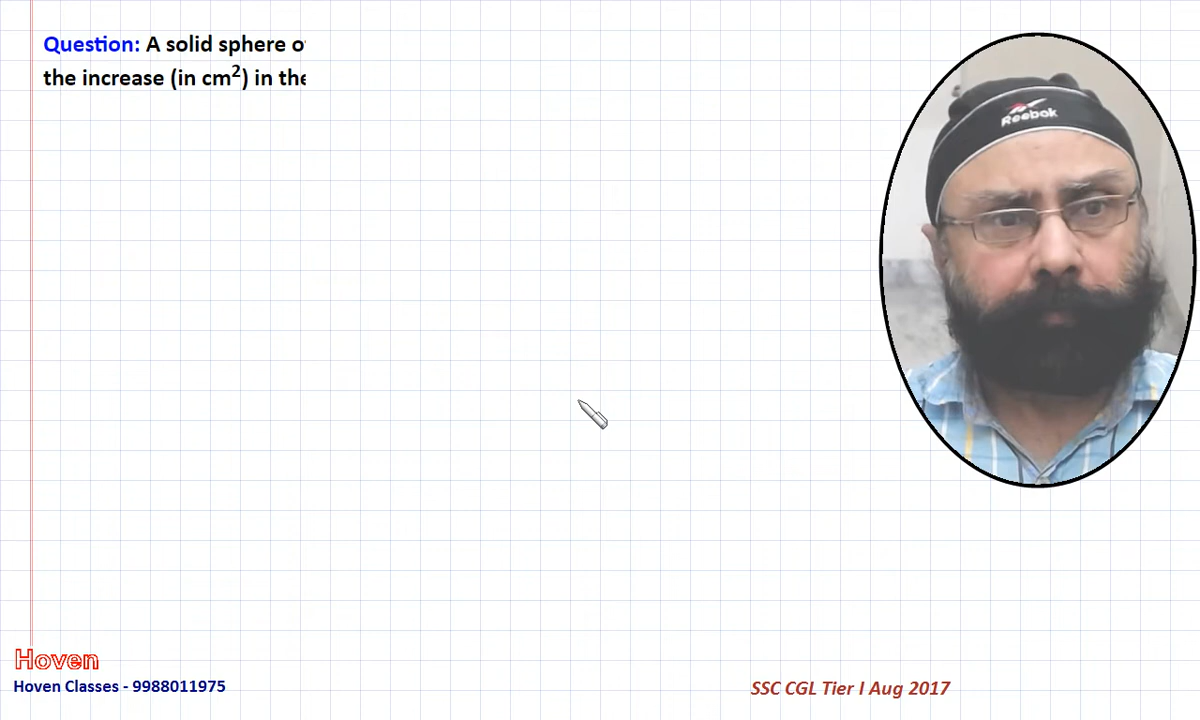 Question: A solid sphere o
the increase (in cm²) in the
Reebok
Hoven
Hoven Classes - 9988011975
SSC CGL Tier I Aug 2017